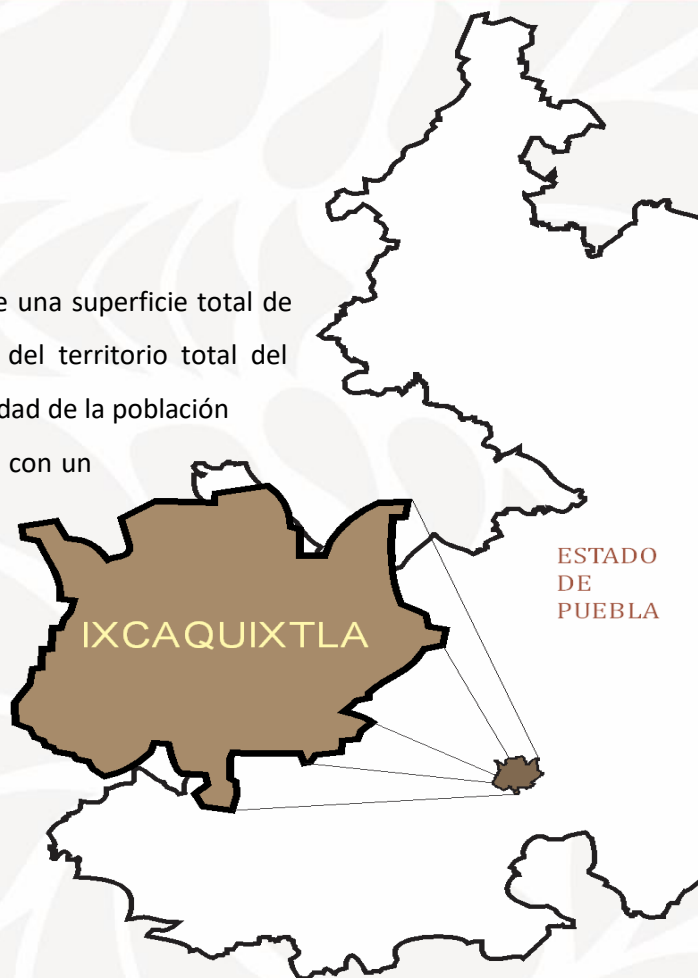 una superficie total de
del territorio total del
dad de la población
con un
IXCAQUIXTLA
ESTADO
DE
PUEBLA